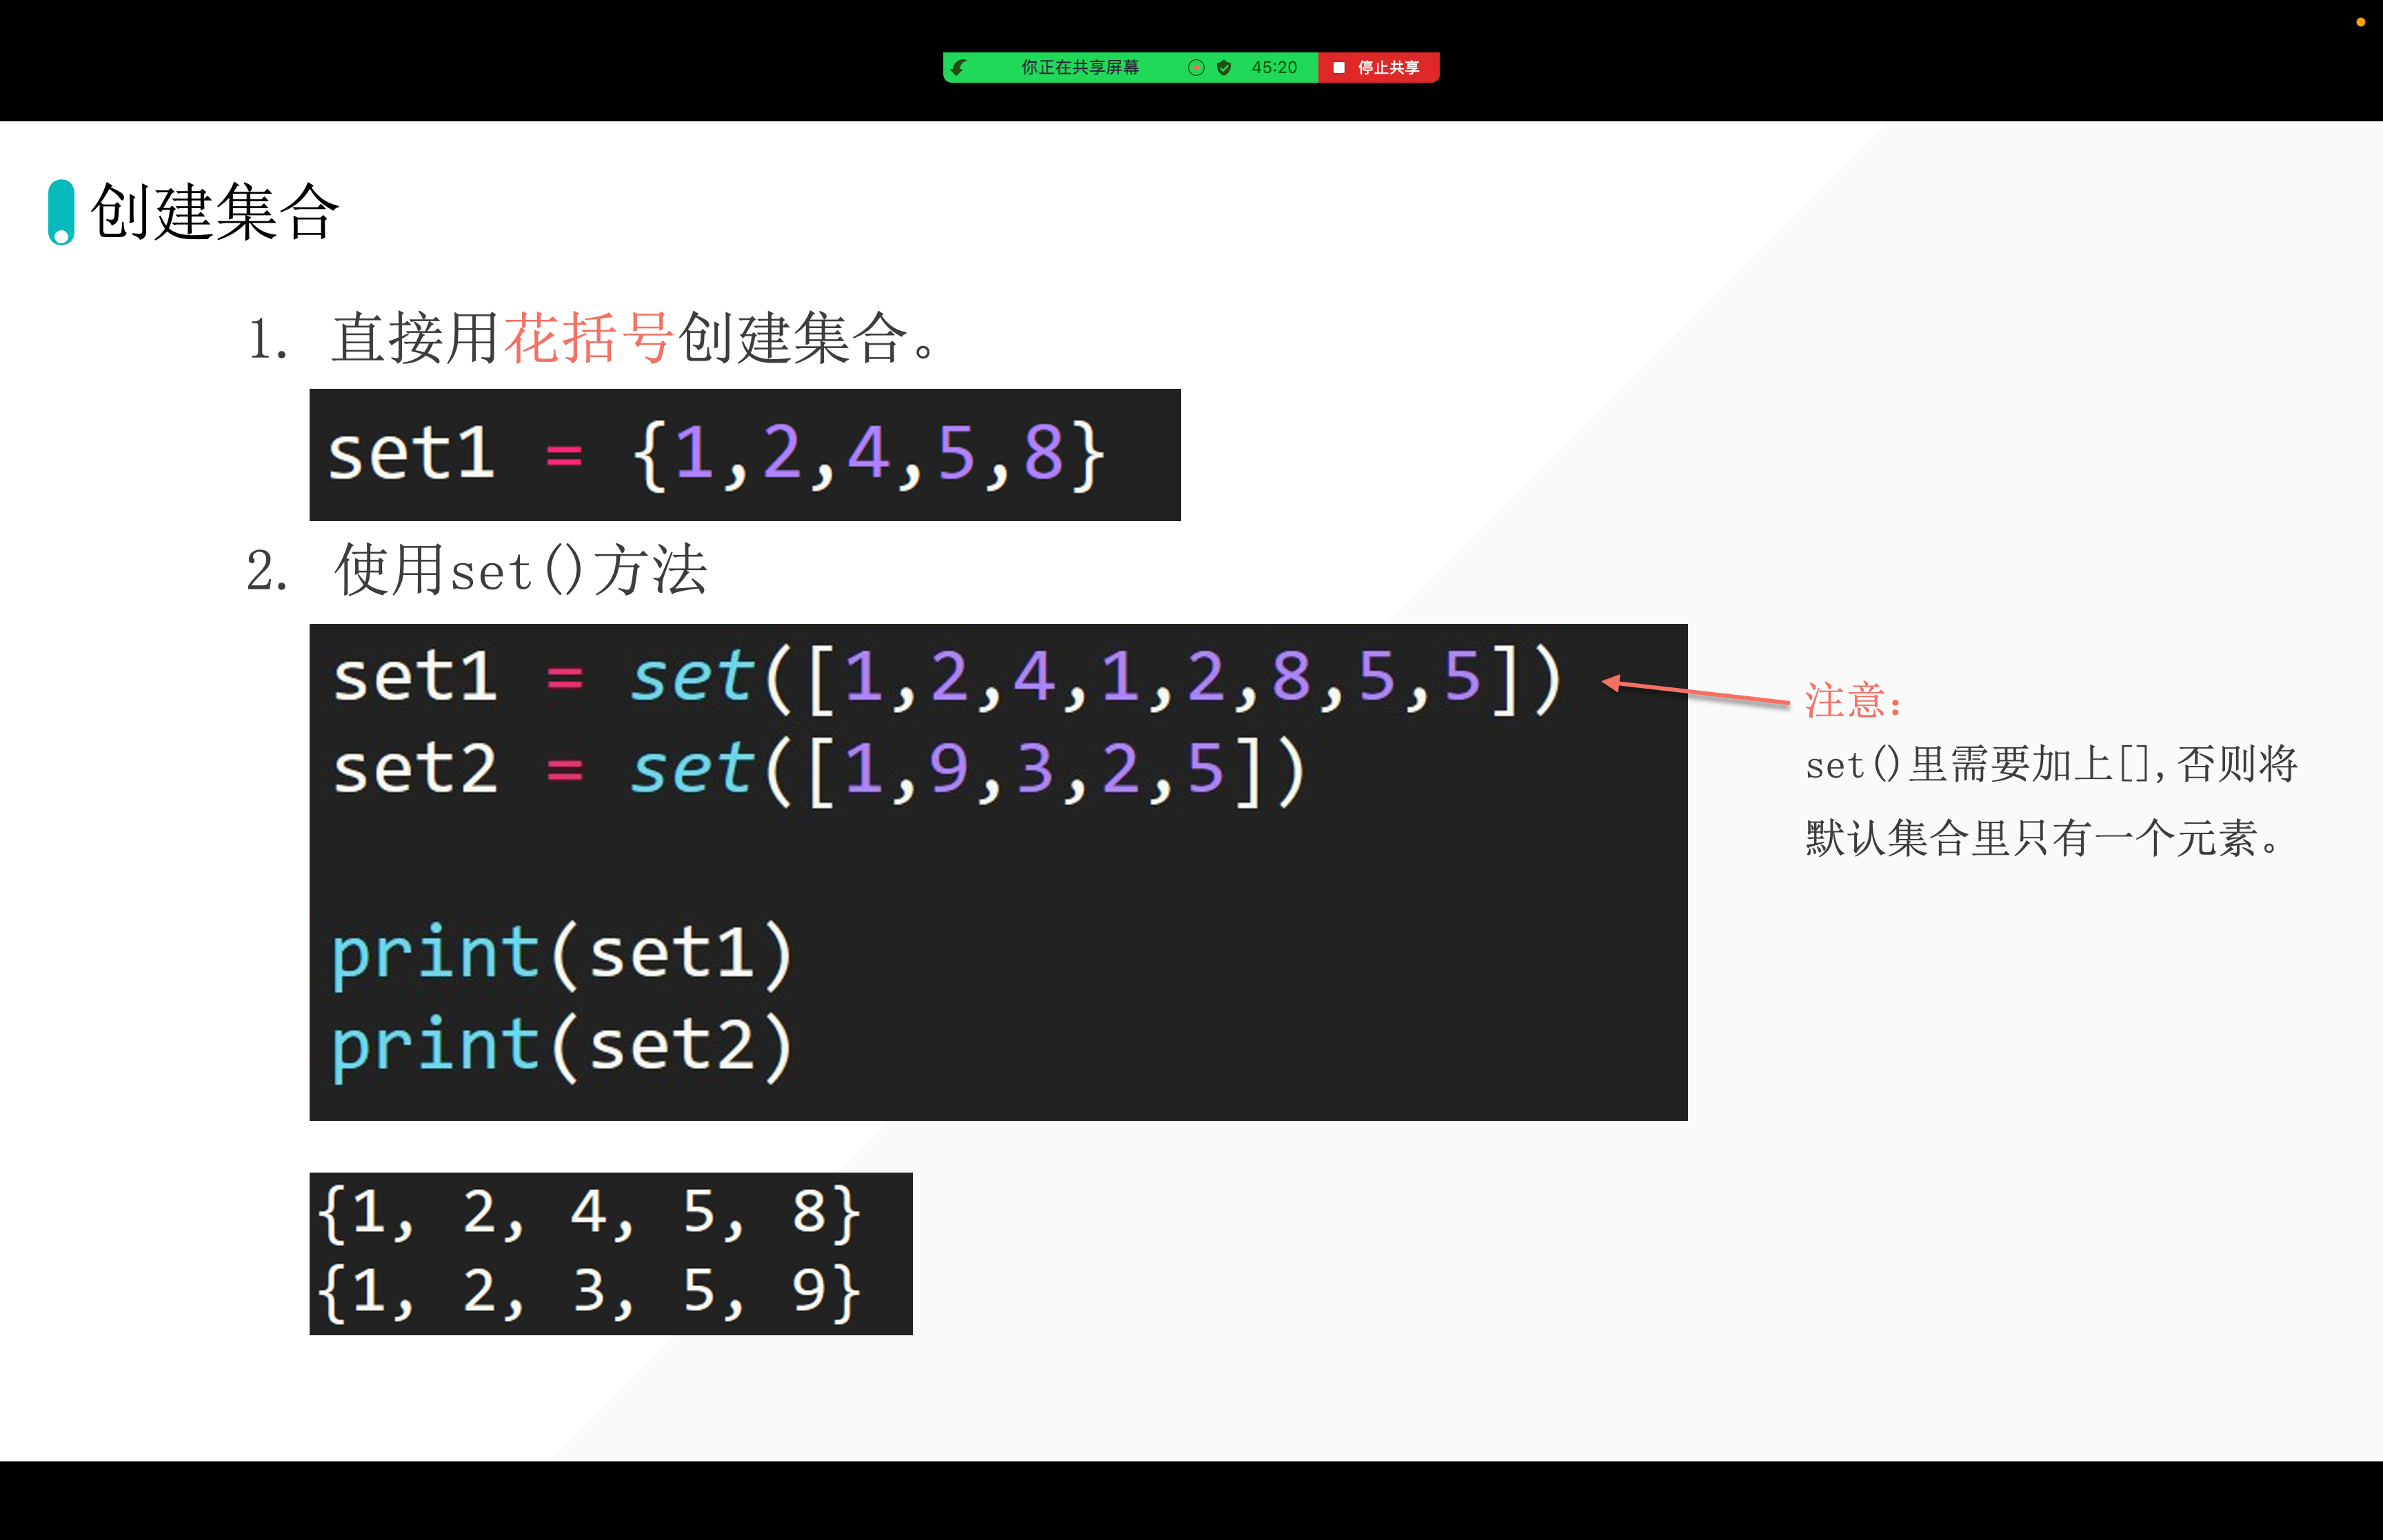 你正在共享屏幕 45:20 停止共享
创建集合
1. 直接用花括号创建集合。
set1 = {1,2,4,5,8}
2. 使用set()方法
set1 = set([1,2,4,1,2,8,5,5])
set2 = set([1,9,3,2,5])
print(set1)
print(set2)
注意：
set()里需要加上[],否则将
默认集合里只有一个元素。
{1, 2, 4, 5, 8}
{1, 2, 3, 5, 9}